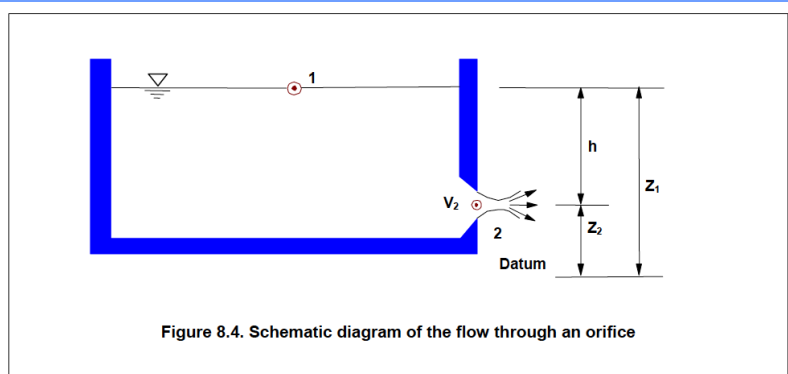 1
h
Z₁
V₂
2
Z₂
Datum
Figure 8.4. Schematic diagram of the flow through an orifice